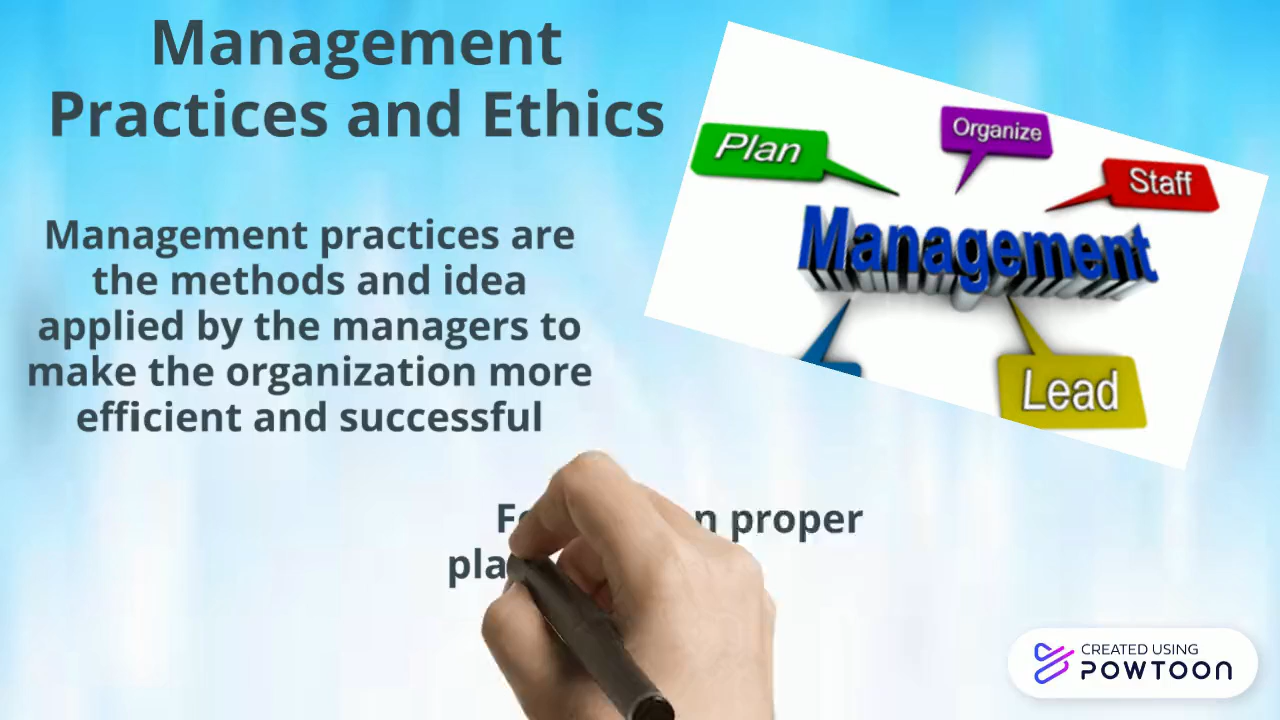 Management
Practices and Ethics
Management practices are
the methods and idea
applied by the managers to
make the organization more
efficient and successful
Plan
Organize
Staff
Management
Lead
proper
CREATED USING
POWTOON